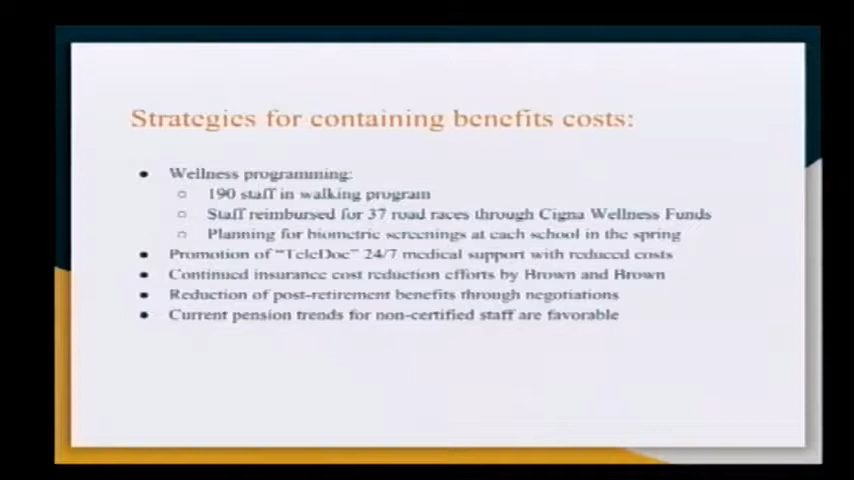 Strategies for containing benefits costs:
● Wellness programming:
○ 190 staff in walking program
○ Staff reimbursed for 37 road races through Cigna Wellness Funds
○ Planning for biometric screenings at each school in the spring
● Promotion of "TeleDoc" 24/7 medical support with reduced costs
● Continued insurance cost reduction efforts by Brown and Brown
● Reduction of post-retirement benefits through negotiations
● Current pension trends for non-certified staff are favorable